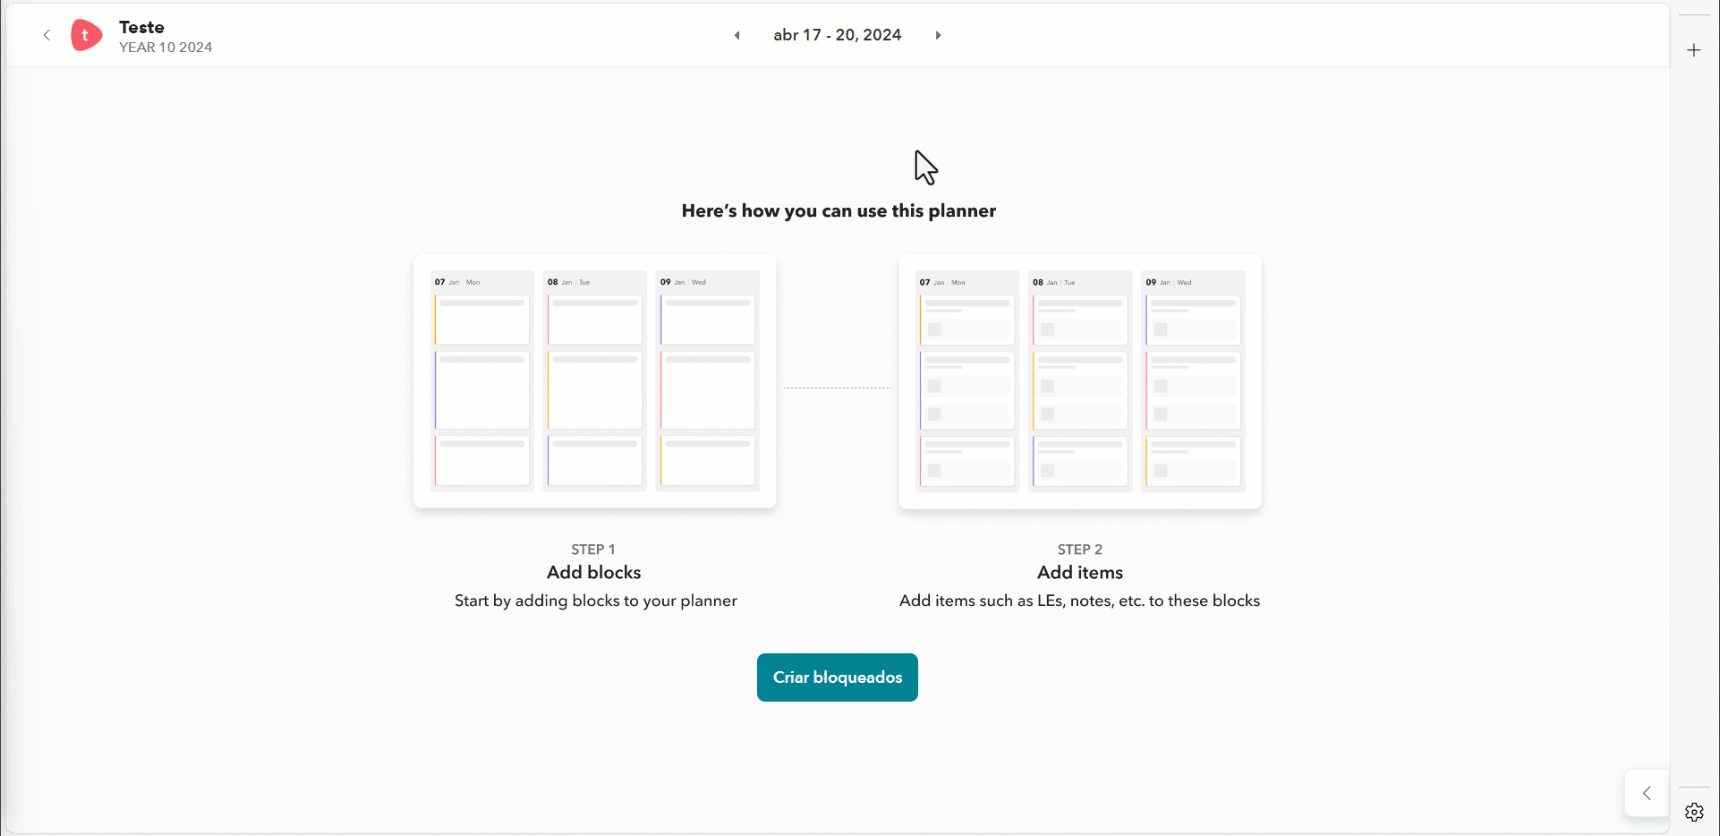 t
Teste
YEAR 10 2024
abr 17 - 20, 2024
Here's how you can use this planner
07 Jan | Mon
08 Jan | Tue
09 Jan | Wed
07 Jan | Mon
08 Jan | Tue
09 Jan | Wed
STEP 1
Add blocks
Start by adding blocks to your planner
STEP 2
Add items
Add items such as LEs, notes, etc. to these blocks
Criar bloqueados